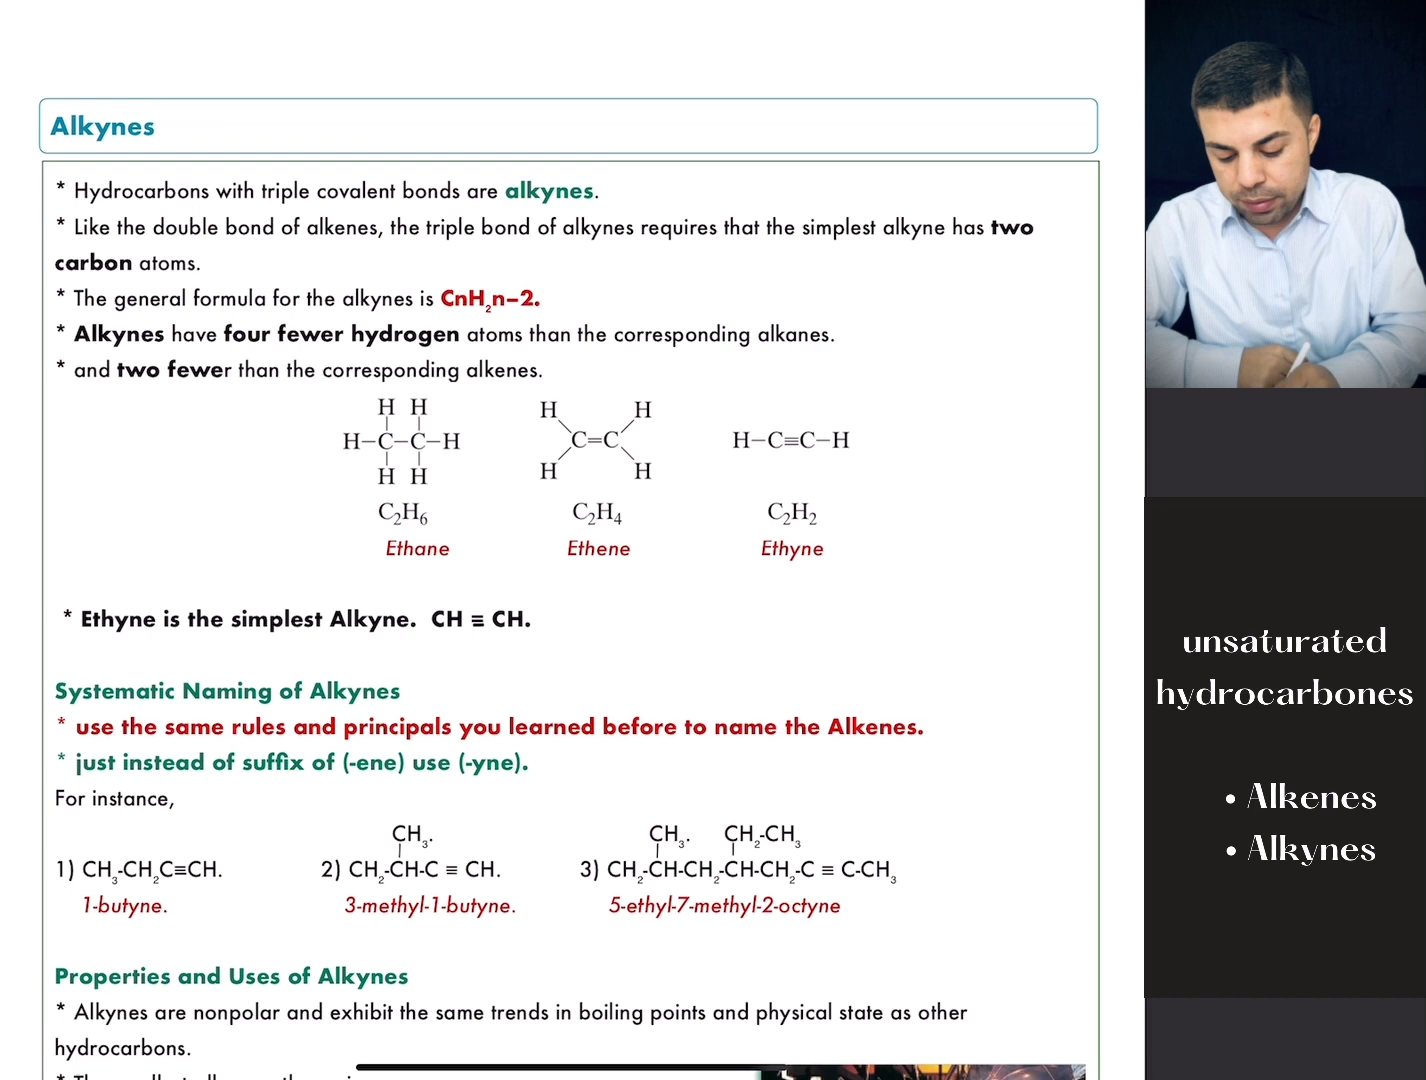 Alkynes
* Hydrocarbons with triple covalent bonds are alkynes.
* Like the double bond of alkenes, the triple bond of alkynes requires that the simplest alkyne has two
carbon atoms.
* The general formula for the alkynes is CnH₂n–2.
* Alkynes have four fewer hydrogen atoms than the corresponding alkanes.
* and two fewer than the corresponding alkenes.
H H
H–C–C–H
H H
C₂H₆
Ethane
H H
C=C
H H
C₂H₄
Ethene
H–C≡C–H
C₂H₂
Ethyne
* Ethyne is the simplest Alkyne. CH ≡ CH.
Systematic Naming of Alkynes
* use the same rules and principals you learned before to name the Alkenes.
* just instead of suffix of (-ene) use (-yne).
For instance,
1) CH₃-CH₂C≡CH.
1-butyne.
CH₃.
2) CH₂-CH-C ≡ CH.
3-methyl-1-butyne.
CH₃. CH₂-CH₃
3) CH₂-CH-CH₂-CH-CH₂-C ≡ C-CH₃
5-ethyl-7-methyl-2-octyne
Properties and Uses of Alkynes
* Alkynes are nonpolar and exhibit the same trends in boiling points and physical state as other
hydrocarbons.
unsaturated
hydrocarbones
• Alkenes
• Alkynes